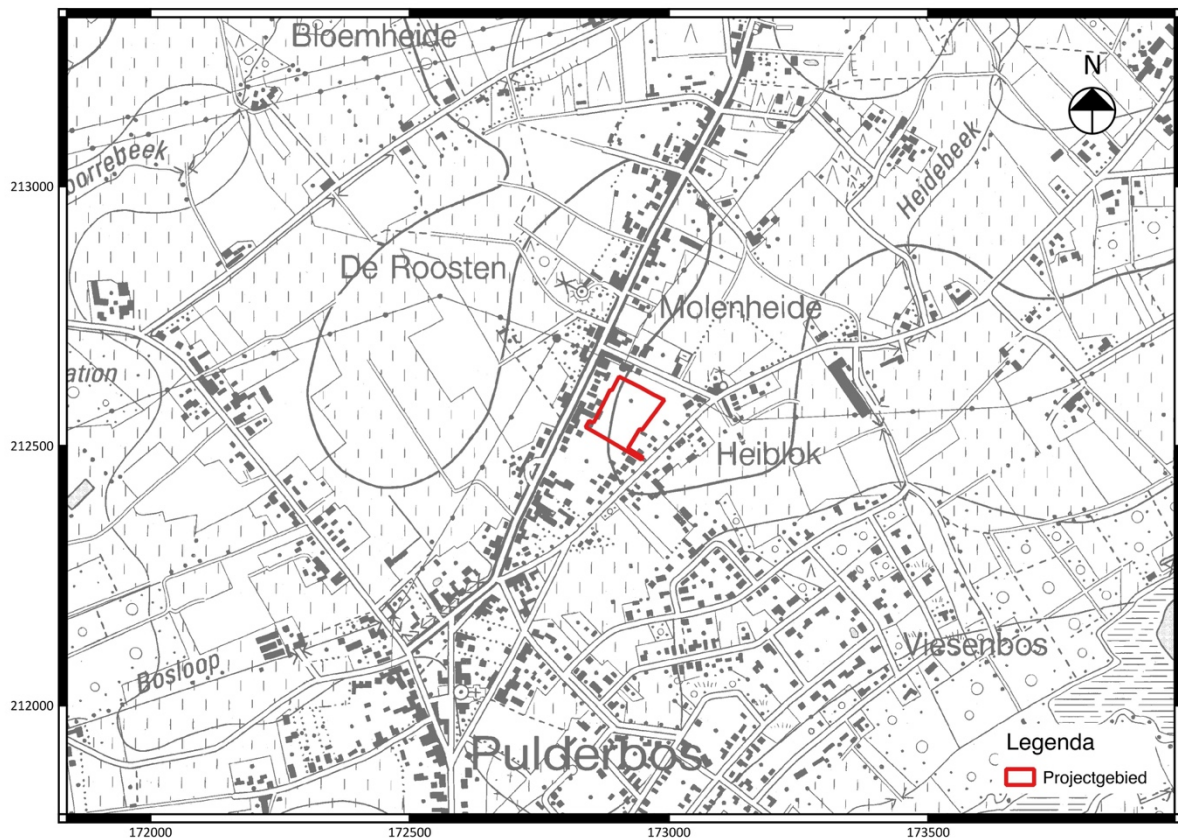 Bloemheide
N
orrebeek
213000
Heidebeek
De Roosten
Molenheide
ation
212500
Heiblok
Viesenbos
Bosloop
212000
Pulderbos
Legenda
Projectgebied
172000
172500
173000
173500